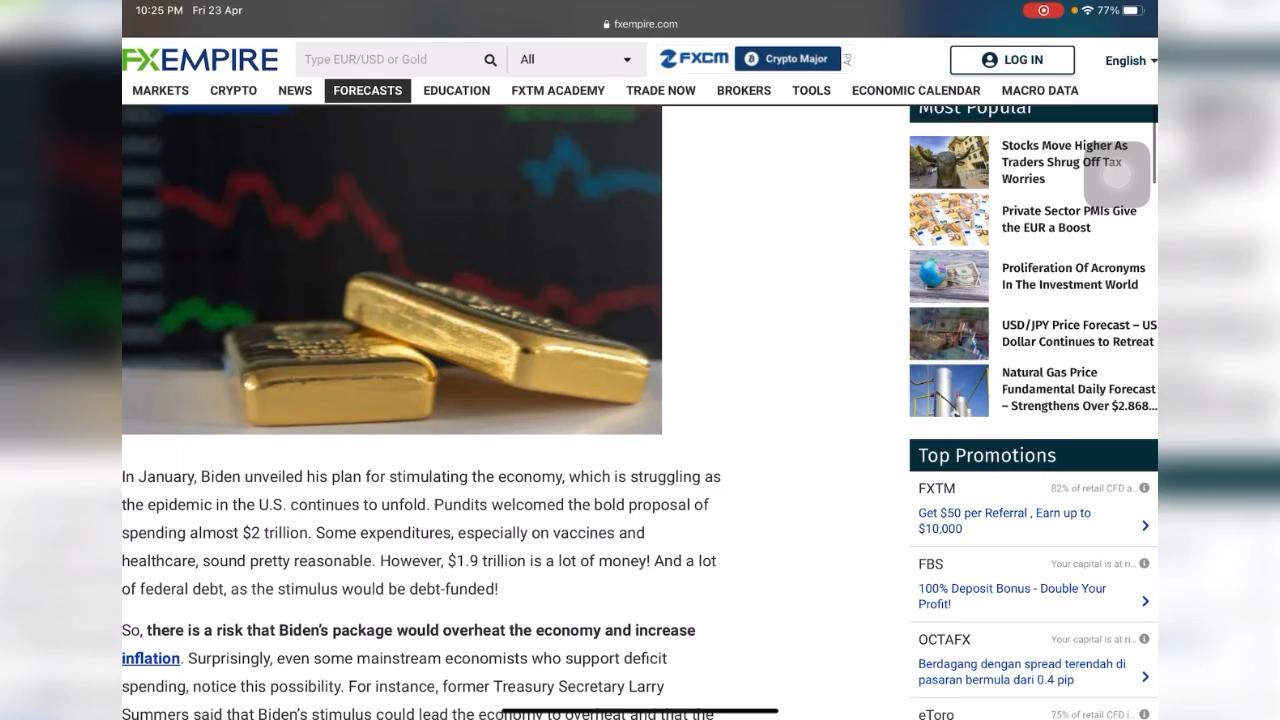 10:25 PM Fri 23 Apr
77%
fxempire.com
FXEMPIRE
Type EUR/USD or Gold
All
FXCM
Crypto Major
Ad
LOG IN
English
MARKETS CRYPTO NEWS FORECASTS EDUCATION FXTM ACADEMY TRADE NOW BROKERS TOOLS ECONOMIC CALENDAR MACRO DATA
In January, Biden unveiled his plan for stimulating the economy, which is struggling as
the epidemic in the U.S. continues to unfold. Pundits welcomed the bold proposal of
spending almost $2 trillion. Some expenditures, especially on vaccines and
healthcare, sound pretty reasonable. However, $1.9 trillion is a lot of money! And a lot
of federal debt, as the stimulus would be debt-funded!
So, there is a risk that Biden's package would overheat the economy and increase
inflation. Surprisingly, even some mainstream economists who support deficit
spending, notice this possibility. For instance, former Treasury Secretary Larry
Summers said that Biden's stimulus could lead the economy to overheat and that the
Most Popular
Stocks Move Higher As
Traders Shrug Off Tax
Worries
Private Sector PMIs Give
the EUR a Boost
Proliferation Of Acronyms
In The Investment World
USD/JPY Price Forecast – US
Dollar Continues to Retreat
Natural Gas Price
Fundamental Daily Forecast
– Strengthens Over $2.868...
Top Promotions
FXTM
82% of retail CFD a...
Get $50 per Referral , Earn up to
$10,000
FBS
Your capital is at ri...
100% Deposit Bonus - Double Your
Profit!
OCTAFX
Your capital is at ri...
Berdagang dengan spread terendah di
pasaran bermula dari 0.4 pip
eToro
75% of retail CFD i...